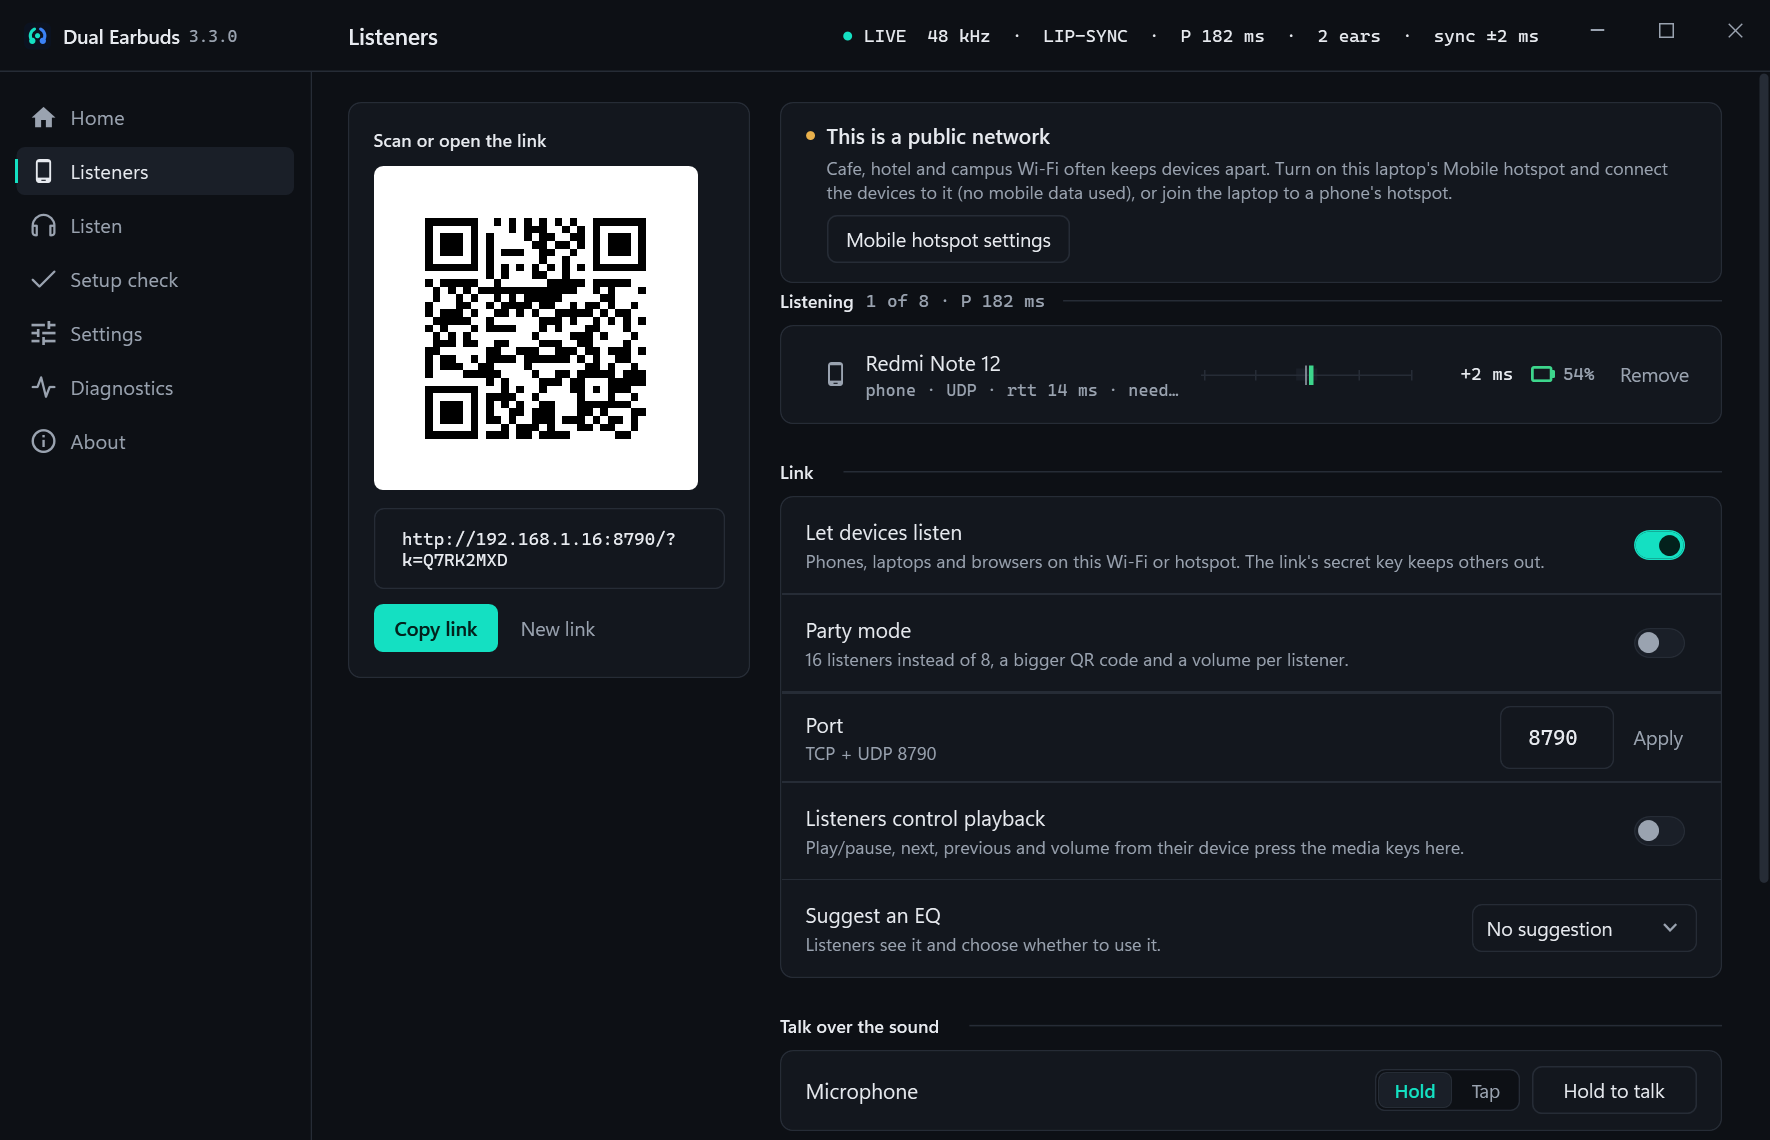 Dual Earbuds 3.3.0
Listeners
LIVE 48 kHz · LIP-SYNC · P 182 ms · 2 ears · sync ±2 ms
Home
Listeners
Listen
Setup check
Settings
Diagnostics
About
Scan or open the link
http://192.168.1.16:8790/?
k=Q7RK2MXD
Copy link
New link
This is a public network
Cafe, hotel and campus Wi-Fi often keeps devices apart. Turn on this laptop's Mobile hotspot and connect
the devices to it (no mobile data used), or join the laptop to a phone's hotspot.
Mobile hotspot settings
Listening 1 of 8 · P 182 ms
Redmi Note 12
phone · UDP · rtt 14 ms · need…
+2 ms
54%
Remove
Link
Let devices listen
Phones, laptops and browsers on this Wi-Fi or hotspot. The link's secret key keeps others out.
Party mode
16 listeners instead of 8, a bigger QR code and a volume per listener.
Port
TCP + UDP 8790
8790
Apply
Listeners control playback
Play/pause, next, previous and volume from their device press the media keys here.
Suggest an EQ
Listeners see it and choose whether to use it.
No suggestion
Talk over the sound
Microphone
Hold
Tap
Hold to talk